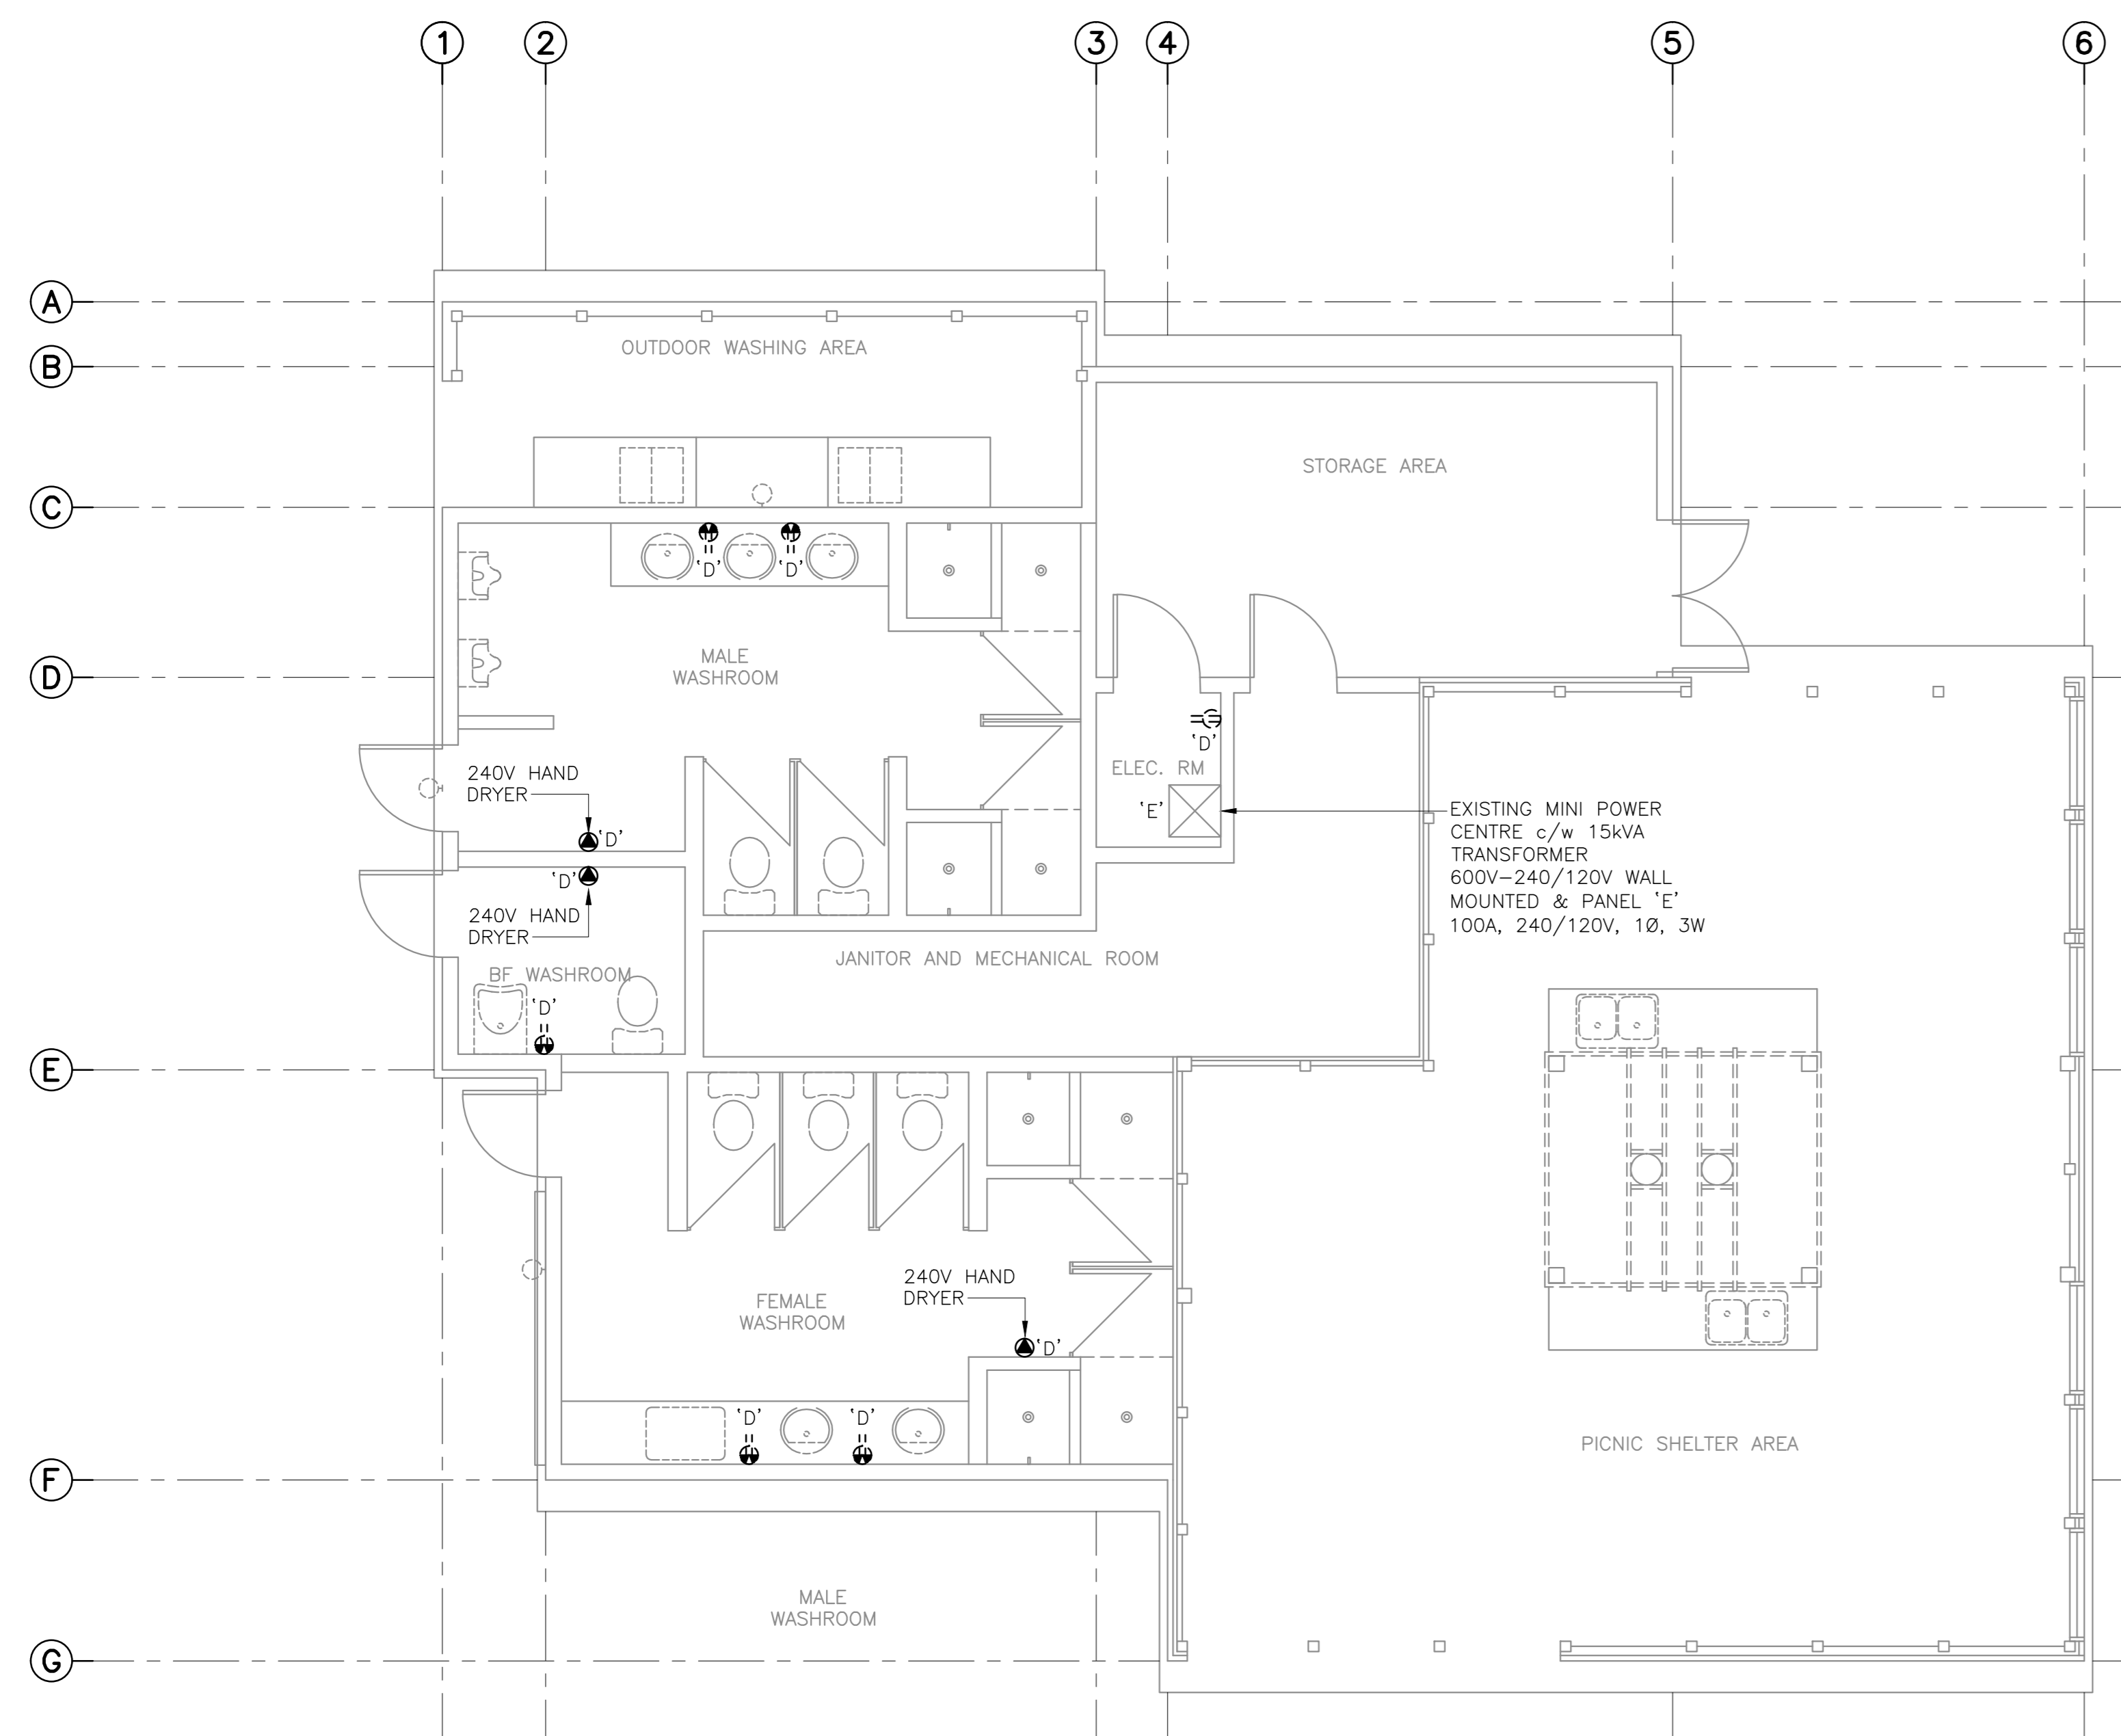 1
2
3
4
5
6
A
B
C
D
E
F
G
OUTDOOR WASHING AREA
STORAGE AREA
'D'
'D'
MALE
WASHROOM
'D'
240V HAND
DRYER
'D'
ELEC. RM
'E'
EXISTING MINI POWER
CENTRE c/w 15kVA
TRANSFORMER
600V-240/120V WALL
MOUNTED & PANEL 'E'
100A, 240/120V, 1Ø, 3W
'D'
240V HAND
DRYER
JANITOR AND MECHANICAL ROOM
BF WASHROOM
'D'
240V HAND
DRYER
'D'
FEMALE
WASHROOM
'D'
'D'
PICNIC SHELTER AREA
MALE
WASHROOM